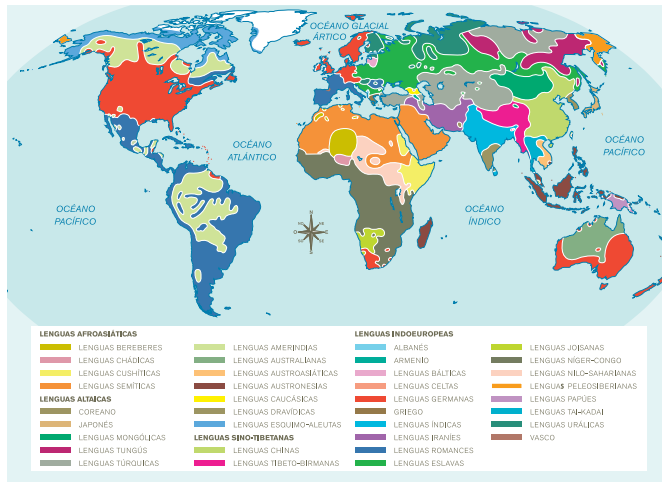 OCÉANO GLACIAL
ÁRTICO
OCÉANO
ATLÁNTICO
OCÉANO
PACÍFICO
OCÉANO
PACÍFICO
OCÉANO
ÍNDICO
LENGUAS AFROASIÁTICAS
LENGUAS BEREBERES
LENGUAS CHÁDICAS
LENGUAS CUSHÍTICAS
LENGUAS SEMÍTICAS
LENGUAS ALTAICAS
COREANO
JAPONÉS
LENGUAS MONGÓLICAS
LENGUAS TUNGÚS
LENGUAS TÚRQUICAS
LENGUAS AMERINDIAS
LENGUAS AUSTRALIANAS
LENGUAS AUSTROASIÁTICAS
LENGUAS AUSTRONESIAS
LENGUAS CAUCÁSICAS
LENGUAS DRAVÍDICAS
LENGUAS ESQUIMO-ALEUTAS
LENGUAS SINO-TIBETANAS
LENGUAS CHINAS
LENGUAS TIBETO-BIRMANAS
LENGUAS INDOEUROPEAS
ALBANÉS
ARMENIO
LENGUAS BÁLTICAS
LENGUAS CELTAS
LENGUAS GERMANAS
GRIEGO
LENGUAS ÍNDICAS
LENGUAS IRANÍES
LENGUAS ROMANCES
LENGUAS ESLAVAS
LENGUAS JOISANAS
LENGUAS NÍGER-CONGO
LENGUAS NILO-SAHARIANAS
LENGUAS PELEOSIBERIANAS
LENGUAS PAPÚES
LENGUAS TAI-KADAI
LENGUAS URÁLICAS
VASCO